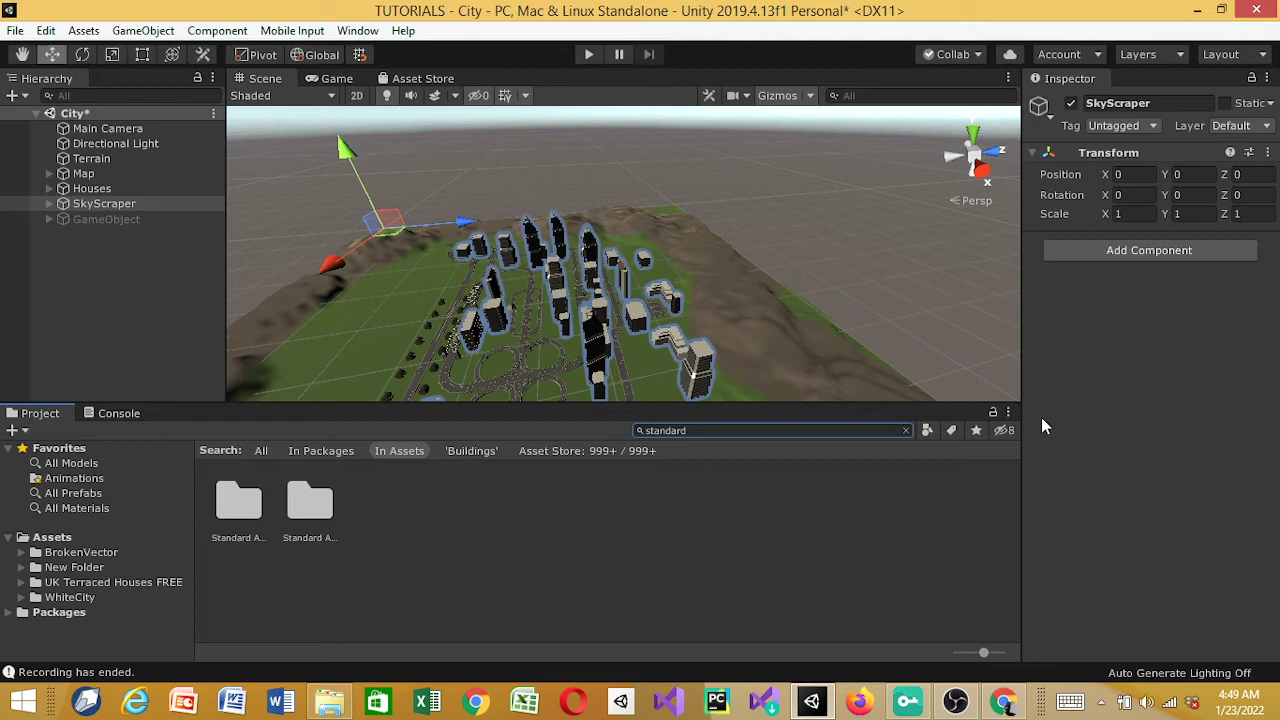 TUTORIALS - City - PC, Mac & Linux Standalone - Unity 2019.4.13f1 Personal* <DX11>
File Edit Assets GameObject Component Mobile Input Window Help
Pivot Global Collab Account Layers Layout
Hierarchy Scene Game Asset Store Inspector
All Shaded 2D 0 Gizmos All SkyScraper Static
City*
Main Camera
Directional Light
Terrain
Map
Houses
SkyScraper
GameObject
y
z
x
Persp
Tag Untagged Layer Default
Transform
Position X 0 Y 0 Z 0
Rotation X 0 Y 0 Z 0
Scale X 1 Y 1 Z 1
Add Component
Project Console
standard 8
Favorites
All Models
Animations
All Prefabs
All Materials
Assets
BrokenVector
New Folder
UK Terraced Houses FREE
WhiteCity
Packages
Search: All In Packages In Assets 'Buildings' Asset Store: 999+ / 999+
Standard A... Standard A...
Recording has ended. Auto Generate Lighting Off
4:49 AM
1/23/2022